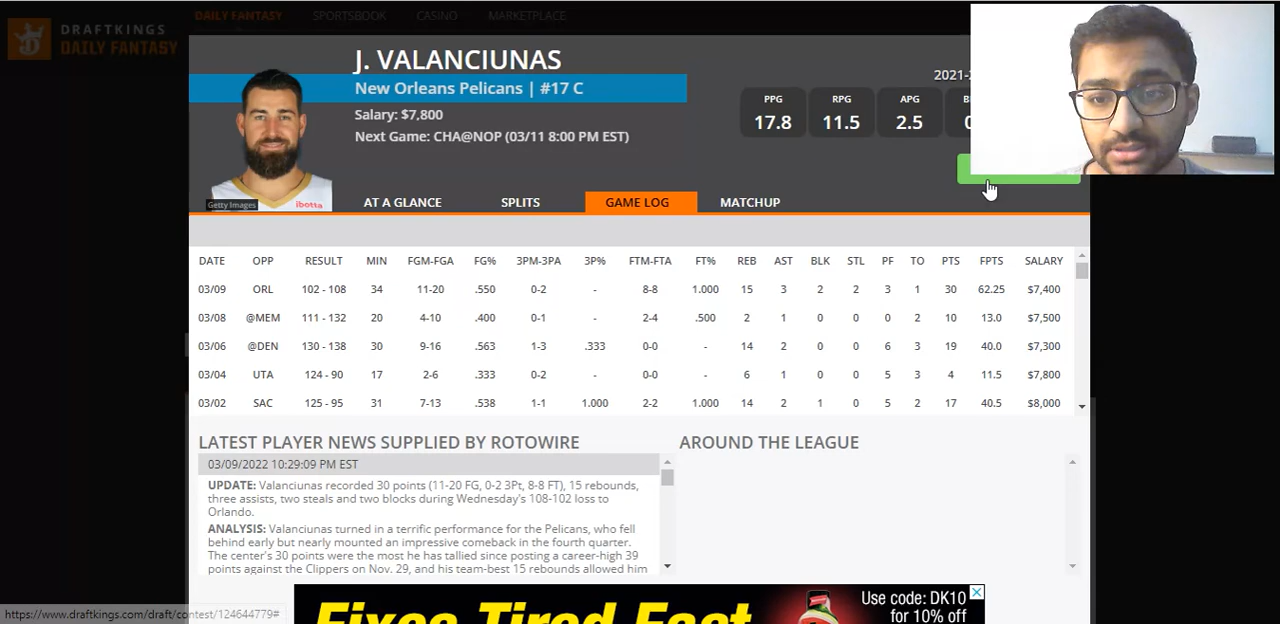 DAILY FANTASY SPORTSBOOK CASINO MARKETPLACE
DRAFTKINGS
DAILY FANTASY
J. VALANCIUNAS
New Orleans Pelicans | #17 C
Salary: $7,800
Next Game: CHA@NOP (03/11 8:00 PM EST)
2021-2
PPG RPG APG
17.8 11.5 2.5
Getty Images
ibotta
AT A GLANCE SPLITS GAME LOG MATCHUP
DATE OPP RESULT MIN FGM-FGA FG% 3PM-3PA 3P% FTM-FTA FT% REB AST BLK STL PF TO PTS FPTS SALARY
03/09 ORL 102 - 108 34 11-20 .550 0-2 - 8-8 1.000 15 3 2 2 3 1 30 62.25 $7,400
03/08 @MEM 111 - 132 20 4-10 .400 0-1 - 2-4 .500 2 1 0 0 0 2 10 13.0 $7,500
03/06 @DEN 130 - 138 30 9-16 .563 1-3 .333 0-0 - 14 2 0 0 6 3 19 40.0 $7,300
03/04 UTA 124 - 90 17 2-6 .333 0-2 - 0-0 - 6 1 0 0 5 3 4 11.5 $7,800
03/02 SAC 125 - 95 31 7-13 .538 1-1 1.000 2-2 1.000 14 2 1 0 5 2 17 40.5 $8,000
LATEST PLAYER NEWS SUPPLIED BY ROTOWIRE
AROUND THE LEAGUE
03/09/2022 10:29:09 PM EST
UPDATE: Valanciunas recorded 30 points (11-20 FG, 0-2 3Pt, 8-8 FT), 15 rebounds,
three assists, two steals and two blocks during Wednesday's 108-102 loss to
Orlando.
ANALYSIS: Valanciunas turned in a terrific performance for the Pelicans, who fell
behind early but nearly mounted an impressive comeback in the fourth quarter.
The center's 30 points were the most he has tallied since posting a career-high 39
points against the Clippers on Nov. 29, and his team-best 15 rebounds allowed him
Fixes Tired Fast
Use code: DK10
for 10% off
https://www.draftkings.com/draft/contest/124644779#